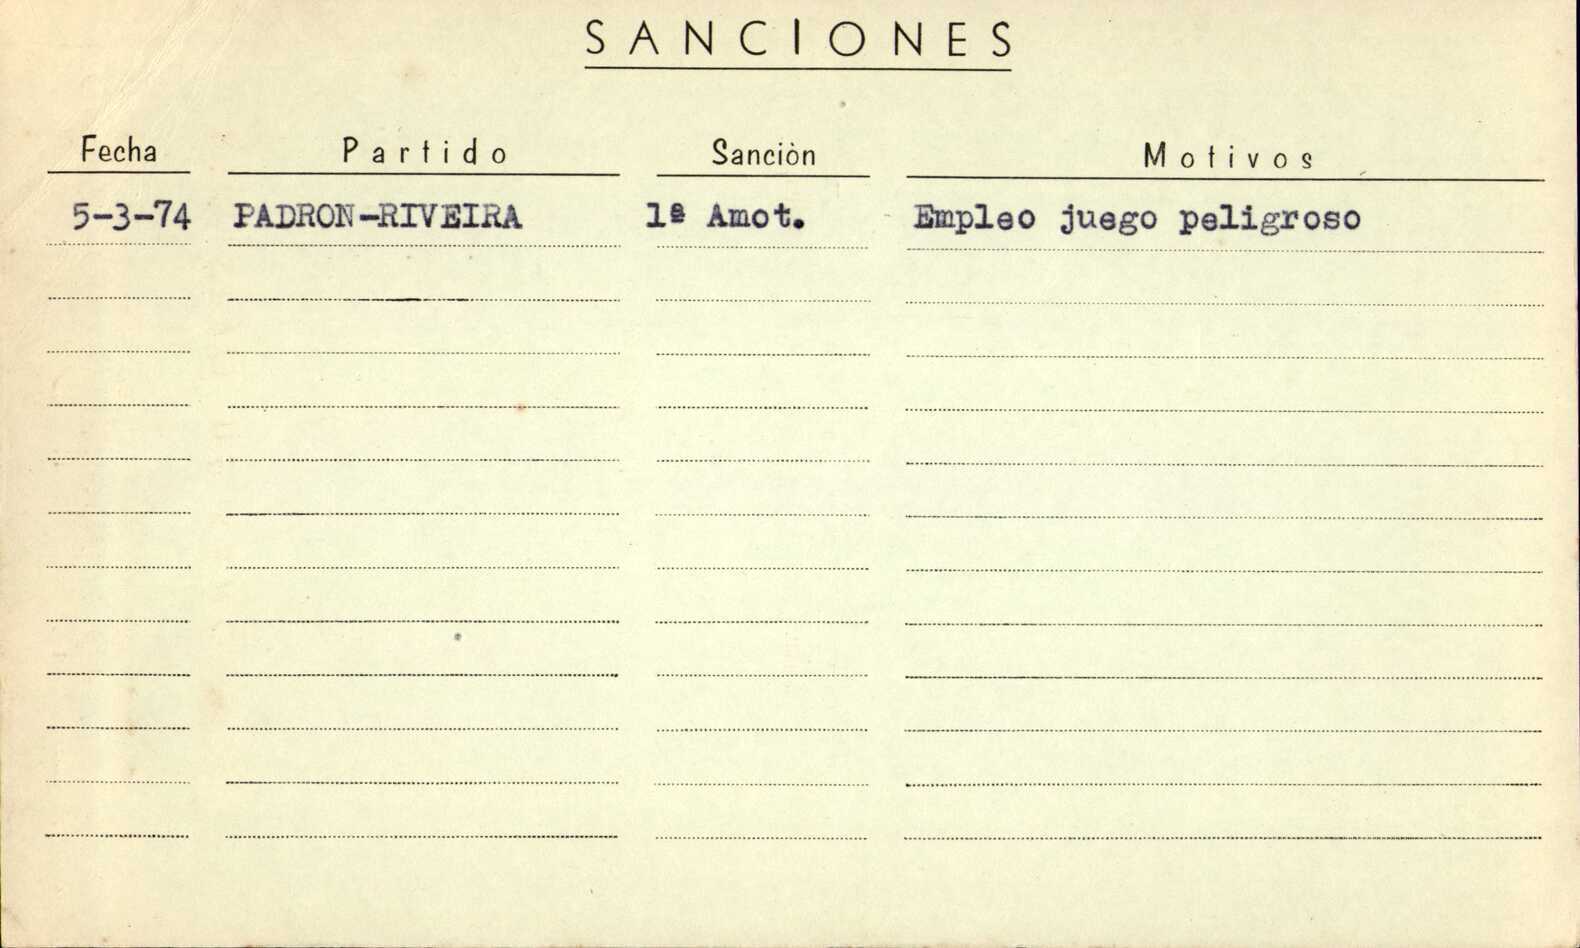 SANCIONES
Fecha Partido Sanciòn Motivos
5-3-74 PADRON-RIVEIRA 1ª Amot. Empleo juego peligroso